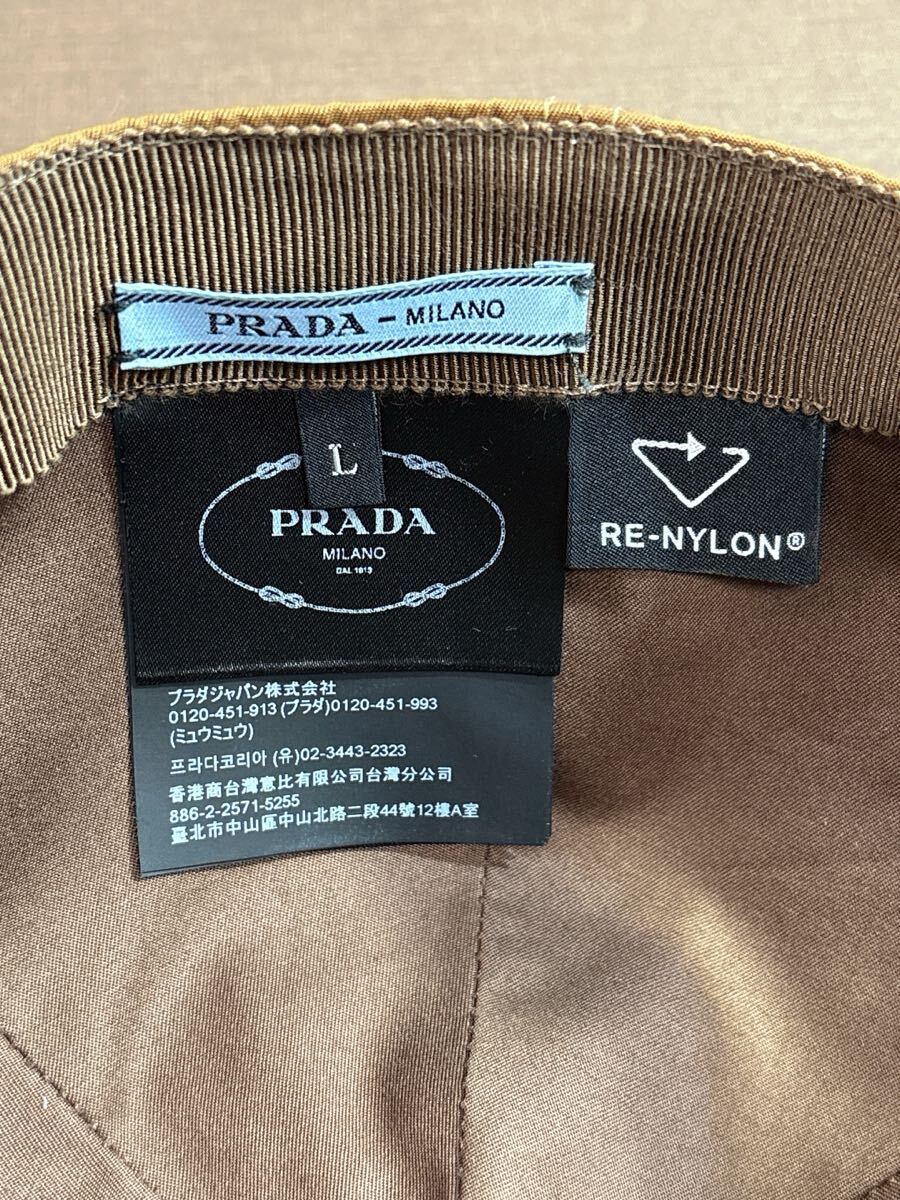 PRADA - MILANO
L
PRADA
MILANO
DAL 1913
RE-NYLON®
プラダジャパン株式会社
0120-451-913 (プラダ)0120-451-993
(ミュウミュウ)
프라다코리아 (유)02-3443-2323
香港商台灣惠比有限公司台灣分公司
886-2-2571-5255
臺北市中山區中山北路二段44號12樓A室